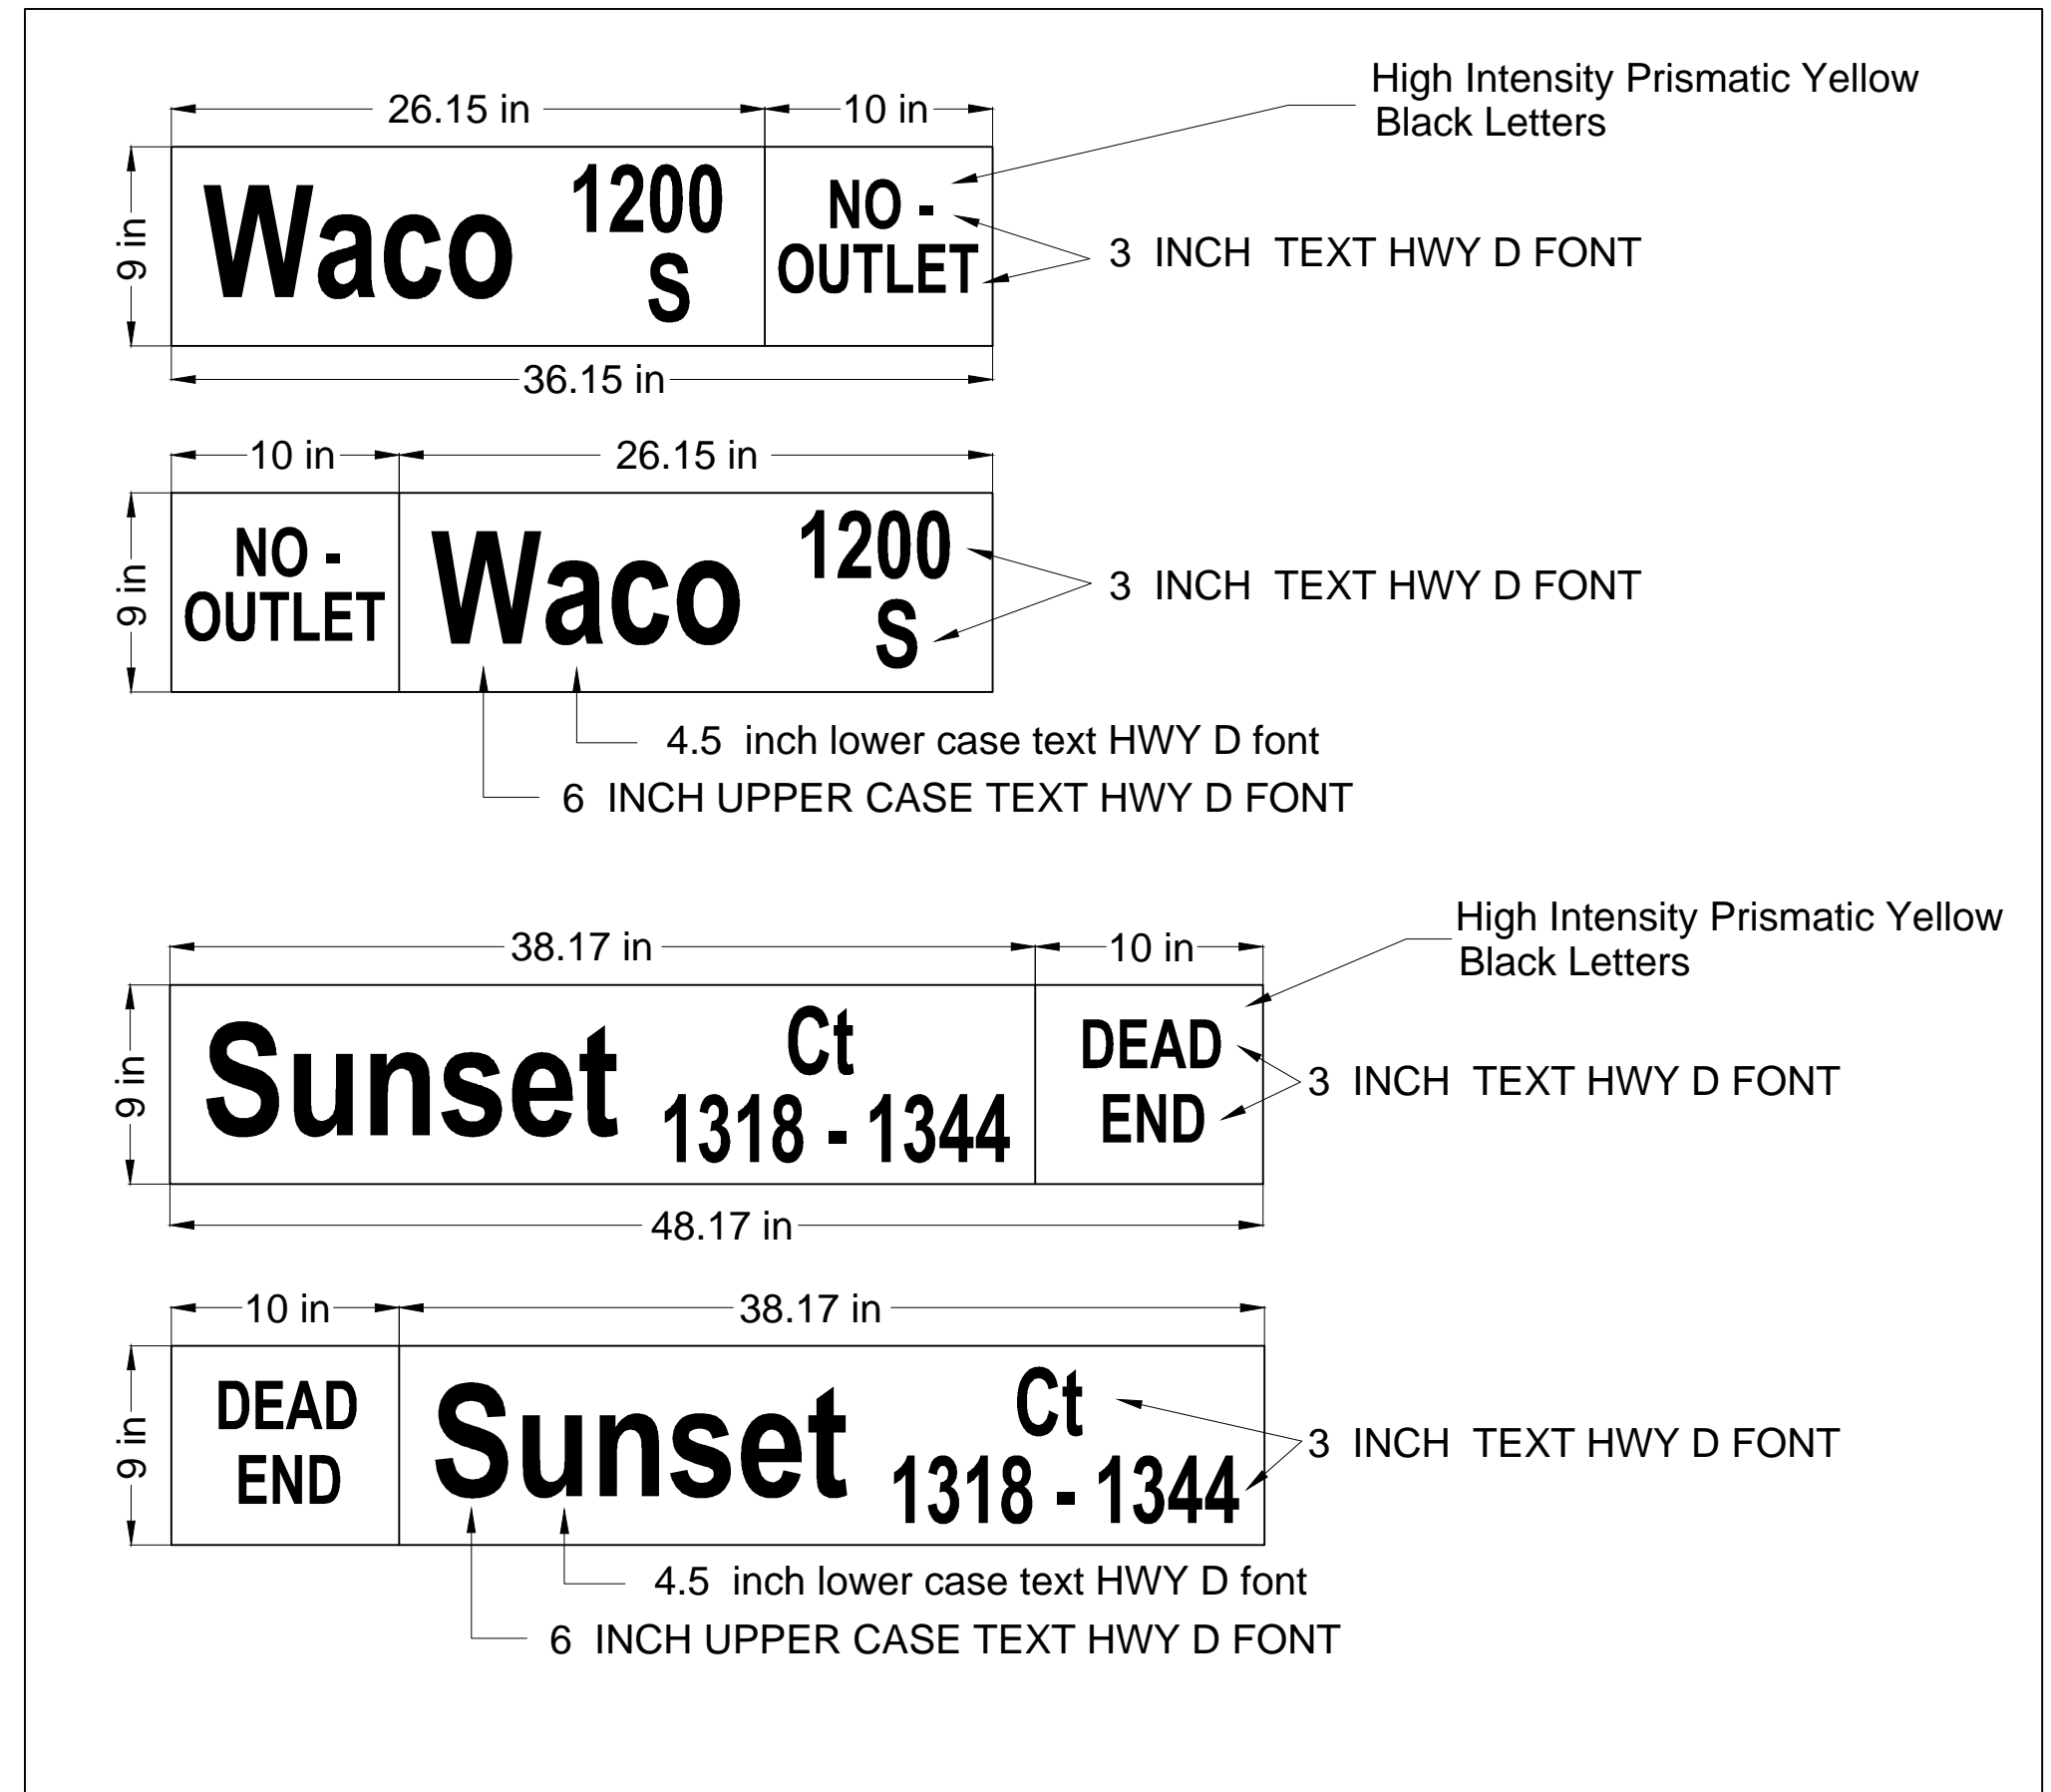 High Intensity Prismatic Yellow
Black Letters
26.15 in
10 in
9 in
Waco
1200
S
NO -
OUTLET
3 INCH TEXT HWY D FONT
36.15 in
10 in
26.15 in
9 in
NO -
OUTLET
Waco
1200
S
3 INCH TEXT HWY D FONT
4.5 inch lower case text HWY D font
6 INCH UPPER CASE TEXT HWY D FONT
High Intensity Prismatic Yellow
Black Letters
38.17 in
10 in
9 in
Sunset
Ct
1318 - 1344
DEAD
END
3 INCH TEXT HWY D FONT
48.17 in
10 in
38.17 in
9 in
DEAD
END
Sunset
Ct
1318 - 1344
3 INCH TEXT HWY D FONT
4.5 inch lower case text HWY D font
6 INCH UPPER CASE TEXT HWY D FONT